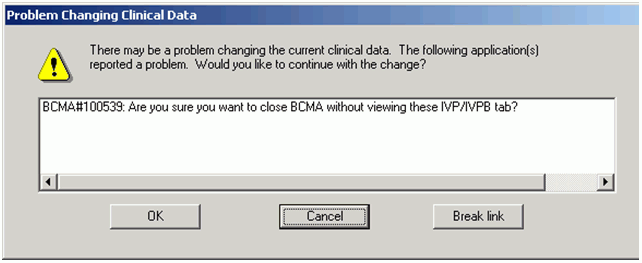 Problem Changing Clinical Data
There may be a problem changing the current clinical data. The following application(s)
reported a problem. Would you like to continue with the change?
BCMA#100539: Are you sure you want to close BCMA without viewing these IVP/IVPB tab?
OK
Cancel
Break link